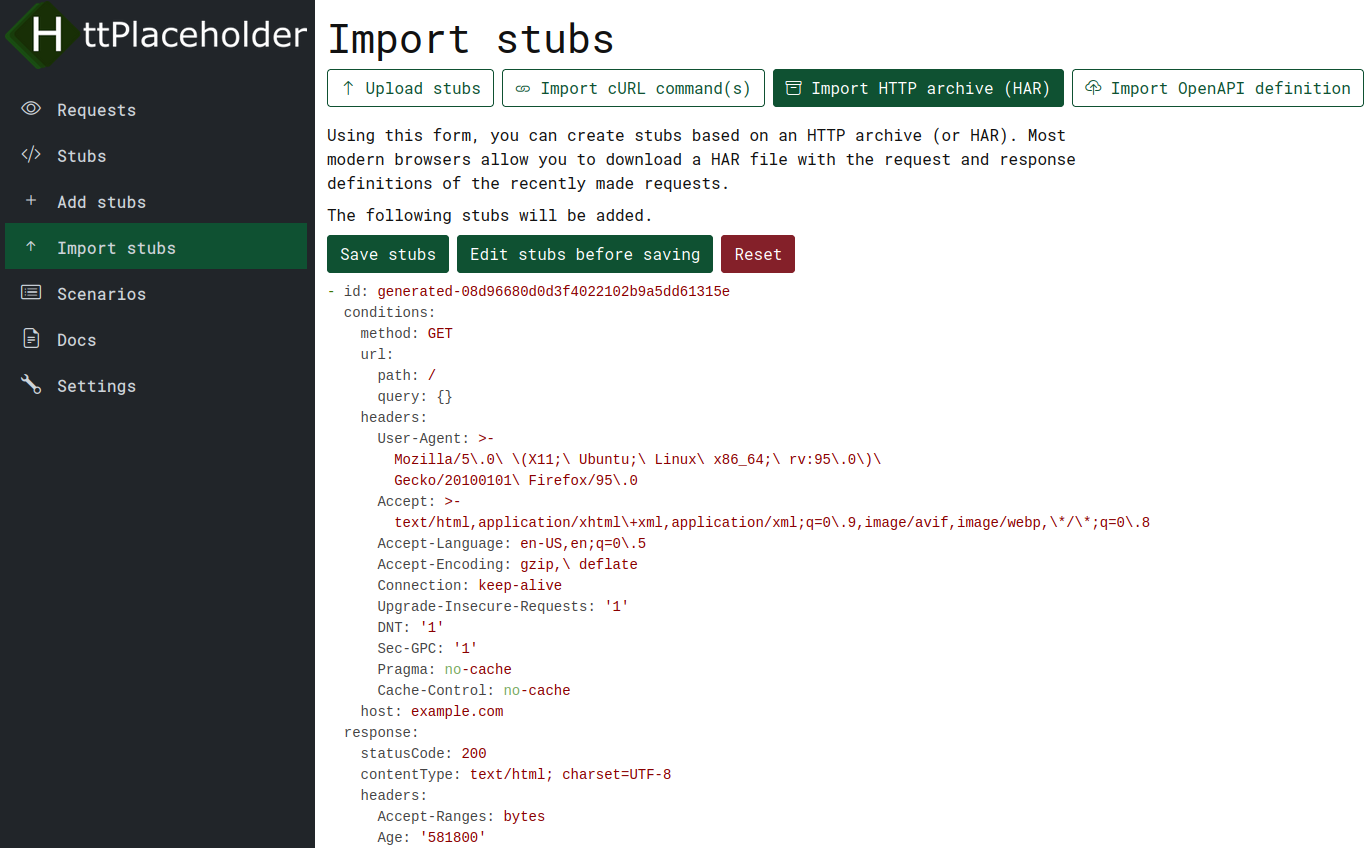 HttPlaceholder
Requests
Stubs
Add stubs
Import stubs
Scenarios
Docs
Settings
Import stubs
Upload stubs
Import cURL command(s)
Import HTTP archive (HAR)
Import OpenAPI definition
Using this form, you can create stubs based on an HTTP archive (or HAR). Most
modern browsers allow you to download a HAR file with the request and response
definitions of the recently made requests.
The following stubs will be added.
Save stubs
Edit stubs before saving
Reset
- id: generated-08d96680d0d3f4022102b9a5dd61315e
  conditions:
    method: GET
    url:
      path: /
      query: {}
    headers:
      User-Agent: >-
        Mozilla/5\.0\ \(X11;\ Ubuntu;\ Linux\ x86_64;\ rv:95\.0\)\
        Gecko/20100101\ Firefox/95\.0
      Accept: >-
        text/html,application/xhtml\+xml,application/xml;q=0\.9,image/avif,image/webp,\*/\*;q=0\.8
      Accept-Language: en-US,en;q=0\.5
      Accept-Encoding: gzip,\ deflate
      Connection: keep-alive
      Upgrade-Insecure-Requests: '1'
      DNT: '1'
      Sec-GPC: '1'
      Pragma: no-cache
      Cache-Control: no-cache
    host: example.com
  response:
    statusCode: 200
    contentType: text/html; charset=UTF-8
    headers:
      Accept-Ranges: bytes
      Age: '581800'